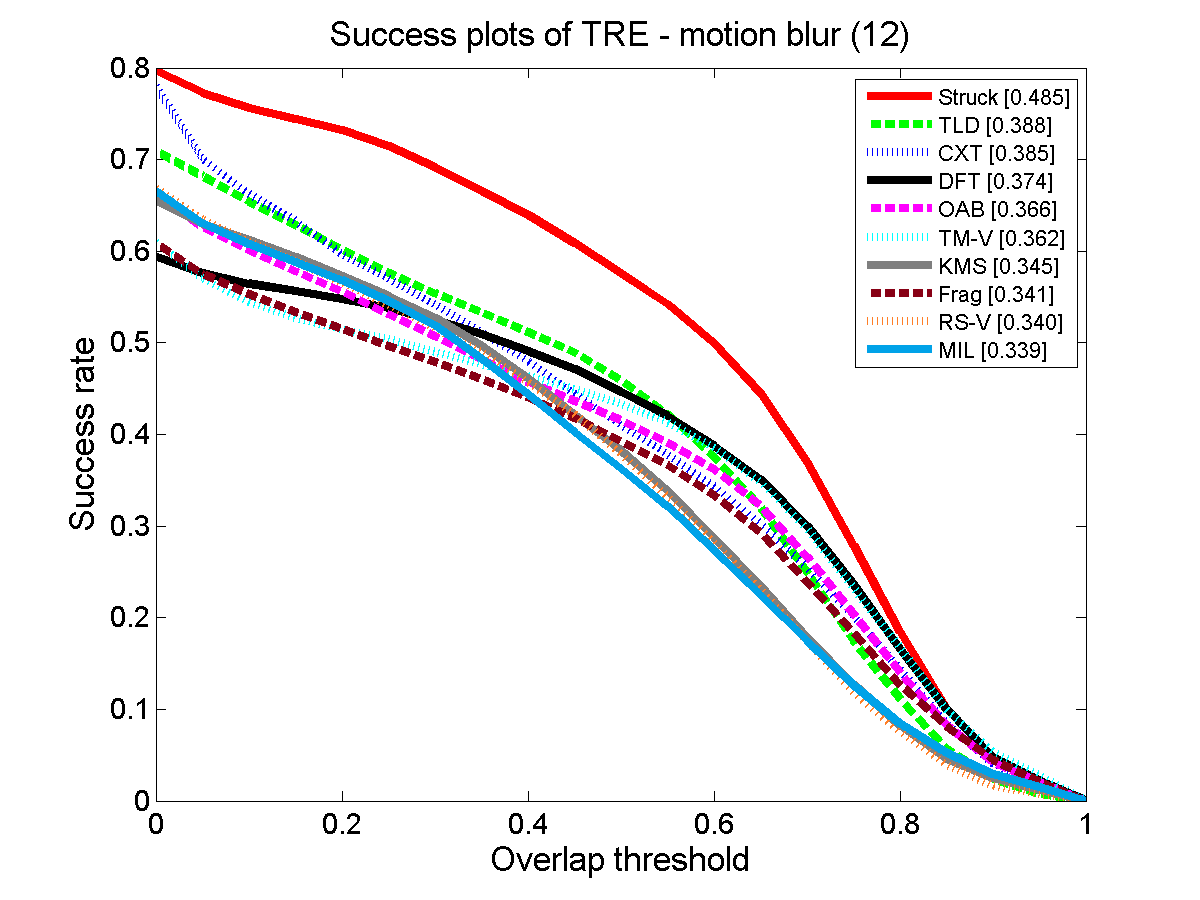 Success plots of TRE - motion blur (12)
Struck [0.485]
TLD [0.388]
CXT [0.385]
DFT [0.374]
OAB [0.366]
TM-V [0.362]
KMS [0.345]
Frag [0.341]
RS-V [0.340]
MIL [0.339]
Success rate
0.8
0.7
0.6
0.5
0.4
0.3
0.2
0.1
0
0 0.2 0.4 0.6 0.8 1
Overlap threshold